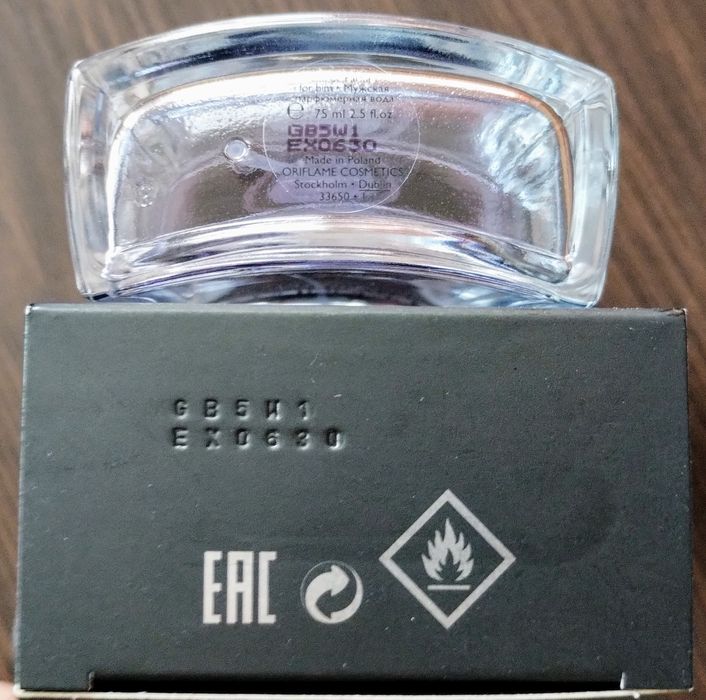 for him • Мужская
парфюмерная вода
℮ 75 ml 2.5 fl.oz.
GB5W1
EX0630
Made in Poland
ORIFLAME COSMETICS
Stockholm • Dublin
33650 • 1
GB5W1
EX0630
EAC